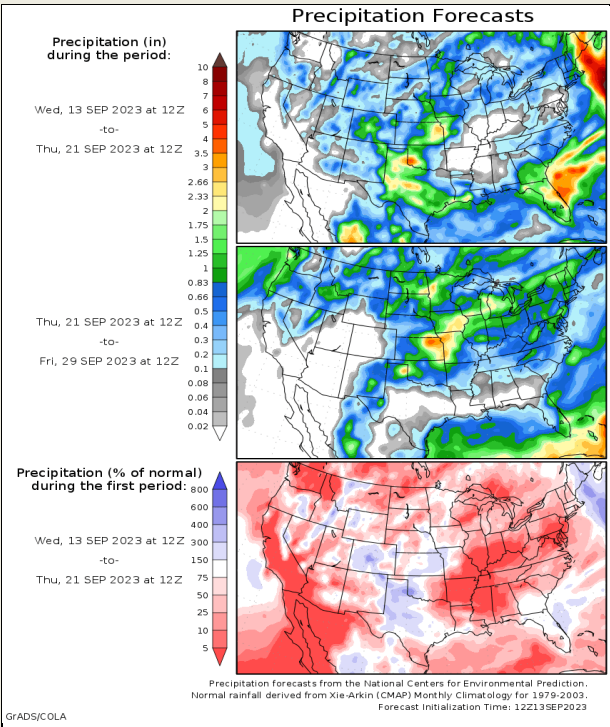 Precipitation Forecasts
Precipitation (in)
during the period:
Wed, 13 SEP 2023 at 12Z
-to-
Thu, 21 SEP 2023 at 12Z
10
8
7
6
5
4
3.5
3
2.66
2.33
2
1.75
1.5
1.25
1
0.83
0.66
0.5
0.4
0.3
0.2
0.1
0.08
0.06
0.04
0.02
Thu, 21 SEP 2023 at 12Z
-to-
Fri, 29 SEP 2023 at 12Z
Precipitation (% of normal)
during the first period:
Wed, 13 SEP 2023 at 12Z
-to-
Thu, 21 SEP 2023 at 12Z
800
600
400
300
150
75
50
25
10
5
Precipitation forecasts from the National Centers for Environmental Prediction.
Normal rainfall derived from Xie-Arkin (CMAP) Monthly Climatology for 1979-2003.
Forecast Initialization Time: 12Z13SEP2023
GrADS/COLA